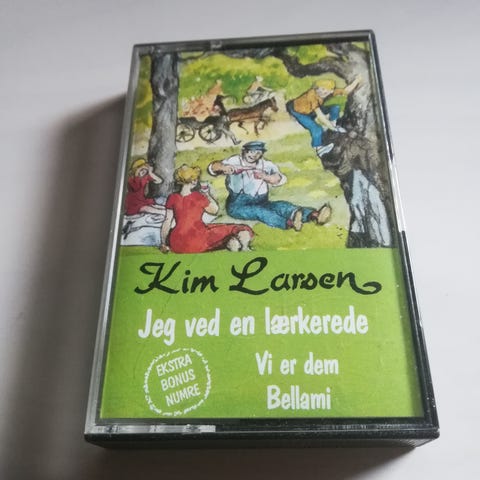 Kim Larsen
Jeg ved en lærkerede
EKSTRA
BONUS
NUMRE
Vi er dem
Bellami